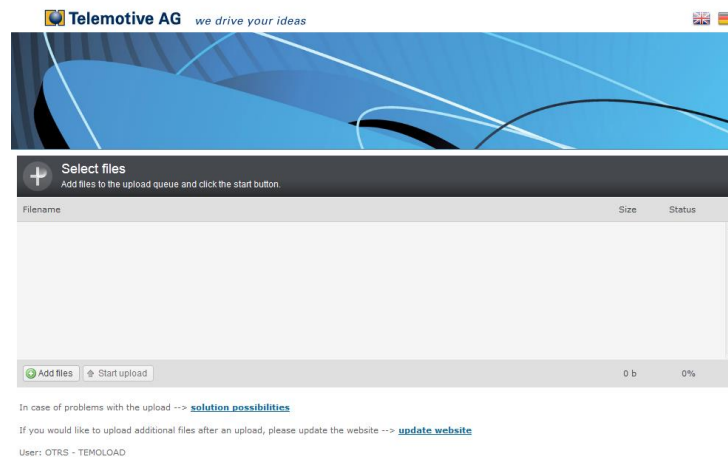 Telemotive AG we drive your ideas
Select files
Add files to the upload queue and click the start button.
Filename Size Status
Add files Start upload 0 b 0%
In case of problems with the upload --> solution possibilities
If you would like to upload additional files after an upload, please update the website --> update website
User: OTRS - TEMOLOAD